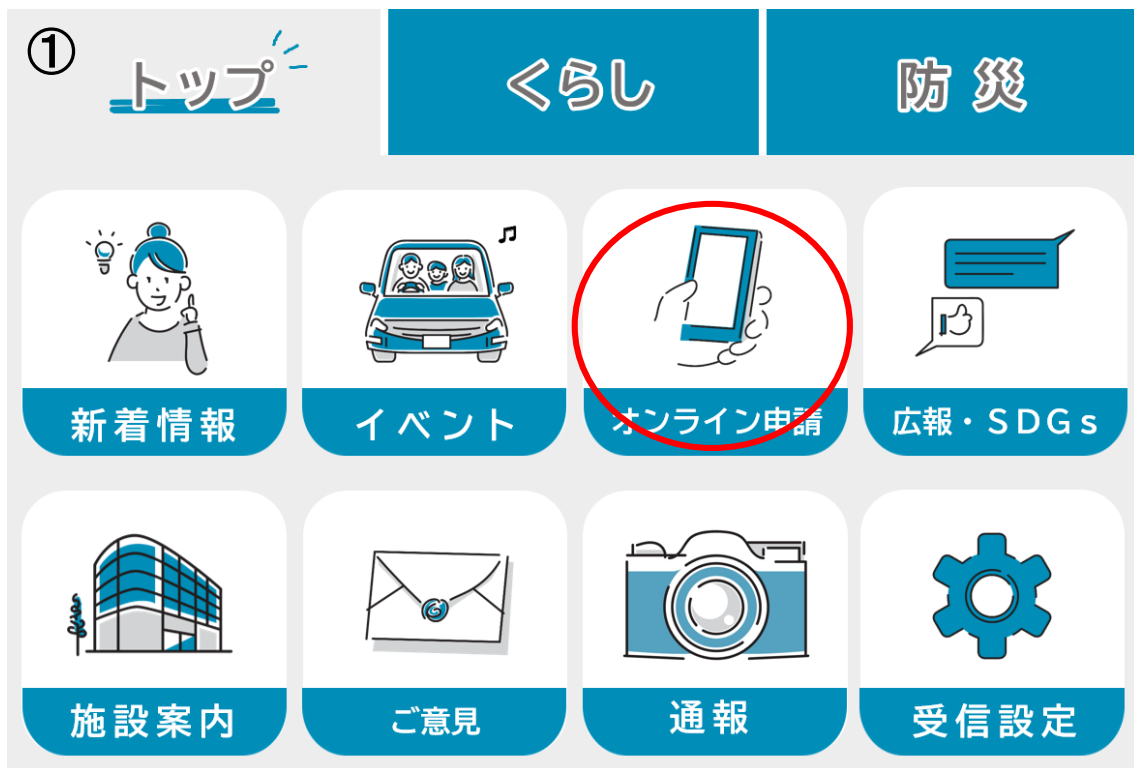 ①
トップ
くらし
防災
新着情報
イベント
オンライン申請
広報・SDGs
施設案内
ご意見
通報
受信設定